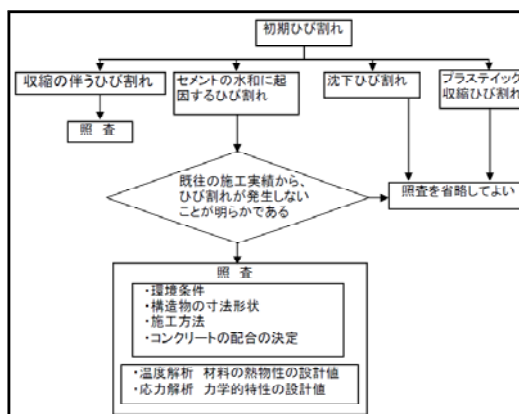 初期ひび割れ
収縮の伴うひび割れ
セメントの水和に起
因するひび割れ
沈下ひび割れ
プラステイック
収縮ひび割れ
照 査
既往の施工実績から、
ひび割れが発生しない
ことが明らかである
照査を省略してよい
照 査
・環境条件
・構造物の寸法形状
・施工方法
・コンクリートの配合の決定
・温度解析 材料の熱物性の設計値
・応力解析 力学的特性の設計値